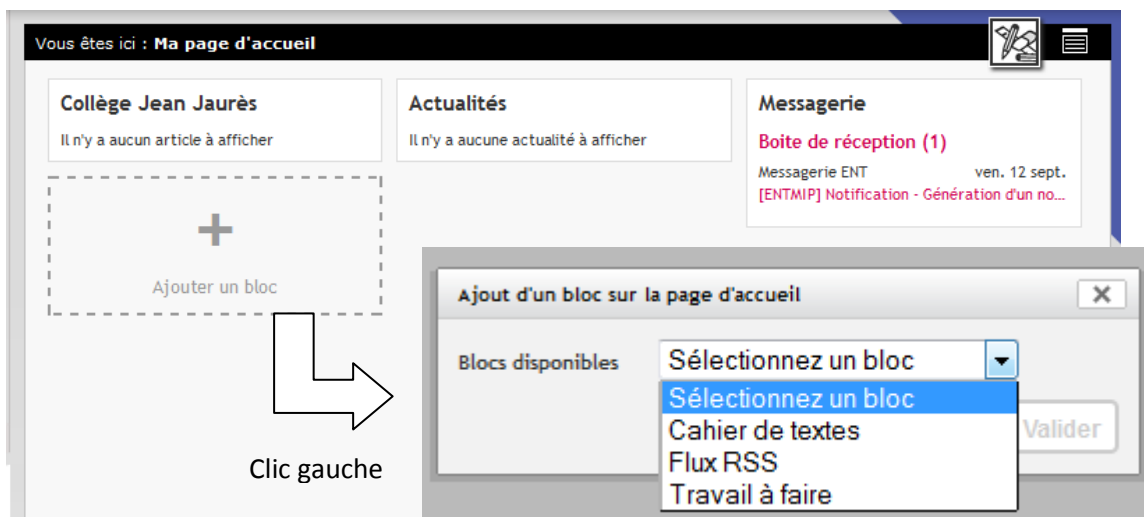 Vous êtes ici : Ma page d'accueil
Collège Jean Jaurès
Il n'y a aucun article à afficher
Actualités
Il n'y a aucune actualité à afficher
Messagerie
Boite de réception (1)
Messagerie ENT ven. 12 sept.
[ENTMIP] Notification - Génération d'un no...
+
Ajouter un bloc
Clic gauche
Ajout d'un bloc sur la page d'accueil
Blocs disponibles Sélectionnez un bloc
Sélectionnez un bloc
Cahier de textes
Flux RSS
Travail à faire
Valider